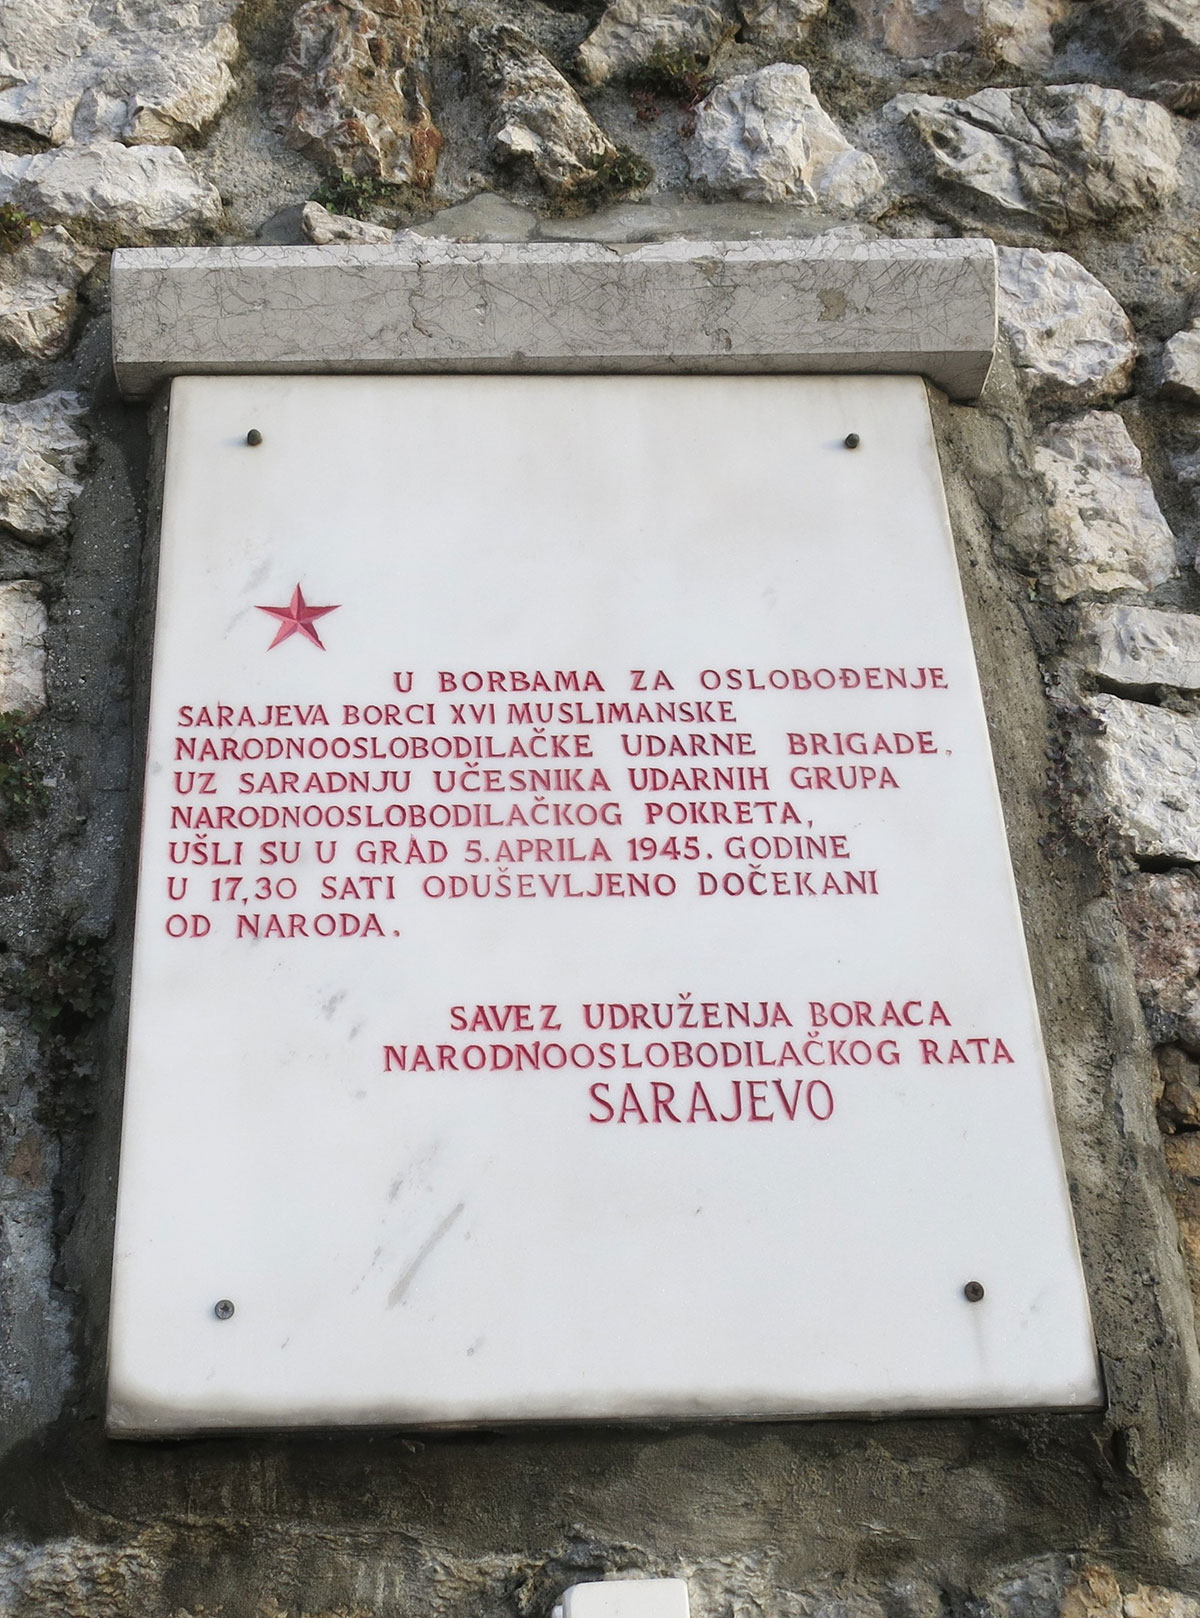 U BORBAMA ZA OSLOBOĐENJE
SARAJEVA BORCI XVI MUSLIMANSKE
NARODNOOSLOBODILAČKE UDARNE BRIGADE,
UZ SARADNJU UČESNIKA UDARNIH GRUPA
NARODNOOSLOBODILAČKOG POKRETA,
UŠLI SU U GRAD 5.APRILA 1945. GODINE
U 17,30 SATI ODUŠEVLJENO DOČEKANI
OD NARODA.
SAVEZ UDRUŽENJA BORACA
NARODNOOSLOBODILAČKOG RATA
SARAJEVO